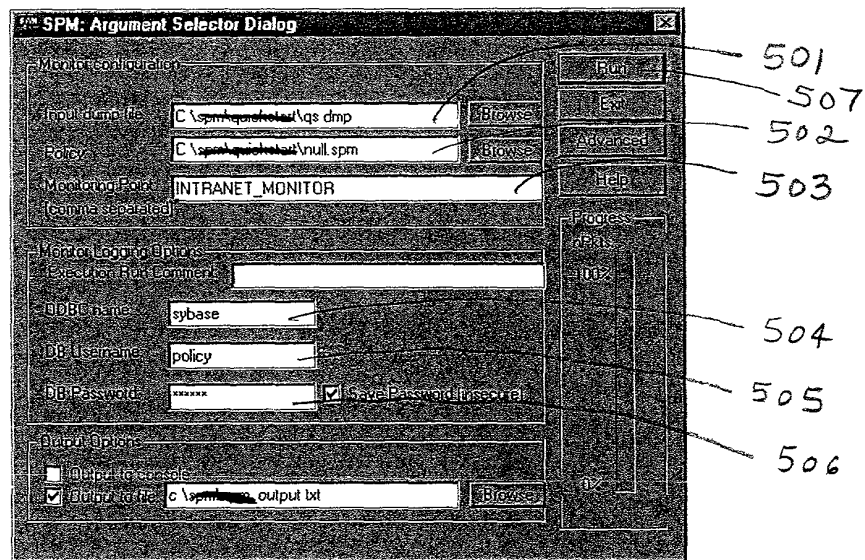 SPM: Argument Selector Dialog
Monitor configuration
Input dump file C \spm\quickstart\qs dmp Browse
Policy C \spm\quickstart\null.spm Browse
Monitoring Point INTRANET_MONITOR
(comma separated)
Run
Exit
Advanced
Help
Progress
nPkts
100%
0%
Monitor Logging Options
Execution Run Comment
ODBC name sybase
DB Username policy
DB Password ****** Save Password (insecure)
Output Options
Output to console
Output to file c \spm\ output txt Browse
501
507
502
503
504
505
506